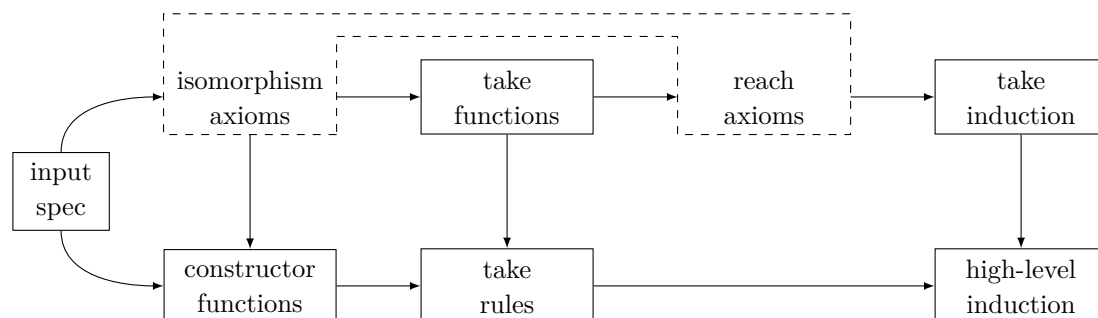 input
spec
isomorphism
axioms
take
functions
reach
axioms
take
induction
constructor
functions
take
rules
high-level
induction